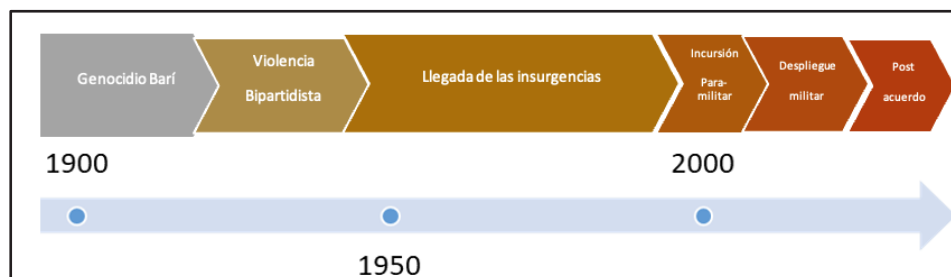 Genocidio Barí
Violencia
Bipartidista
Llegada de las insurgencias
Incursión
Para-
militar
Despliegue
militar
Post
acuerdo
1900
2000
1950